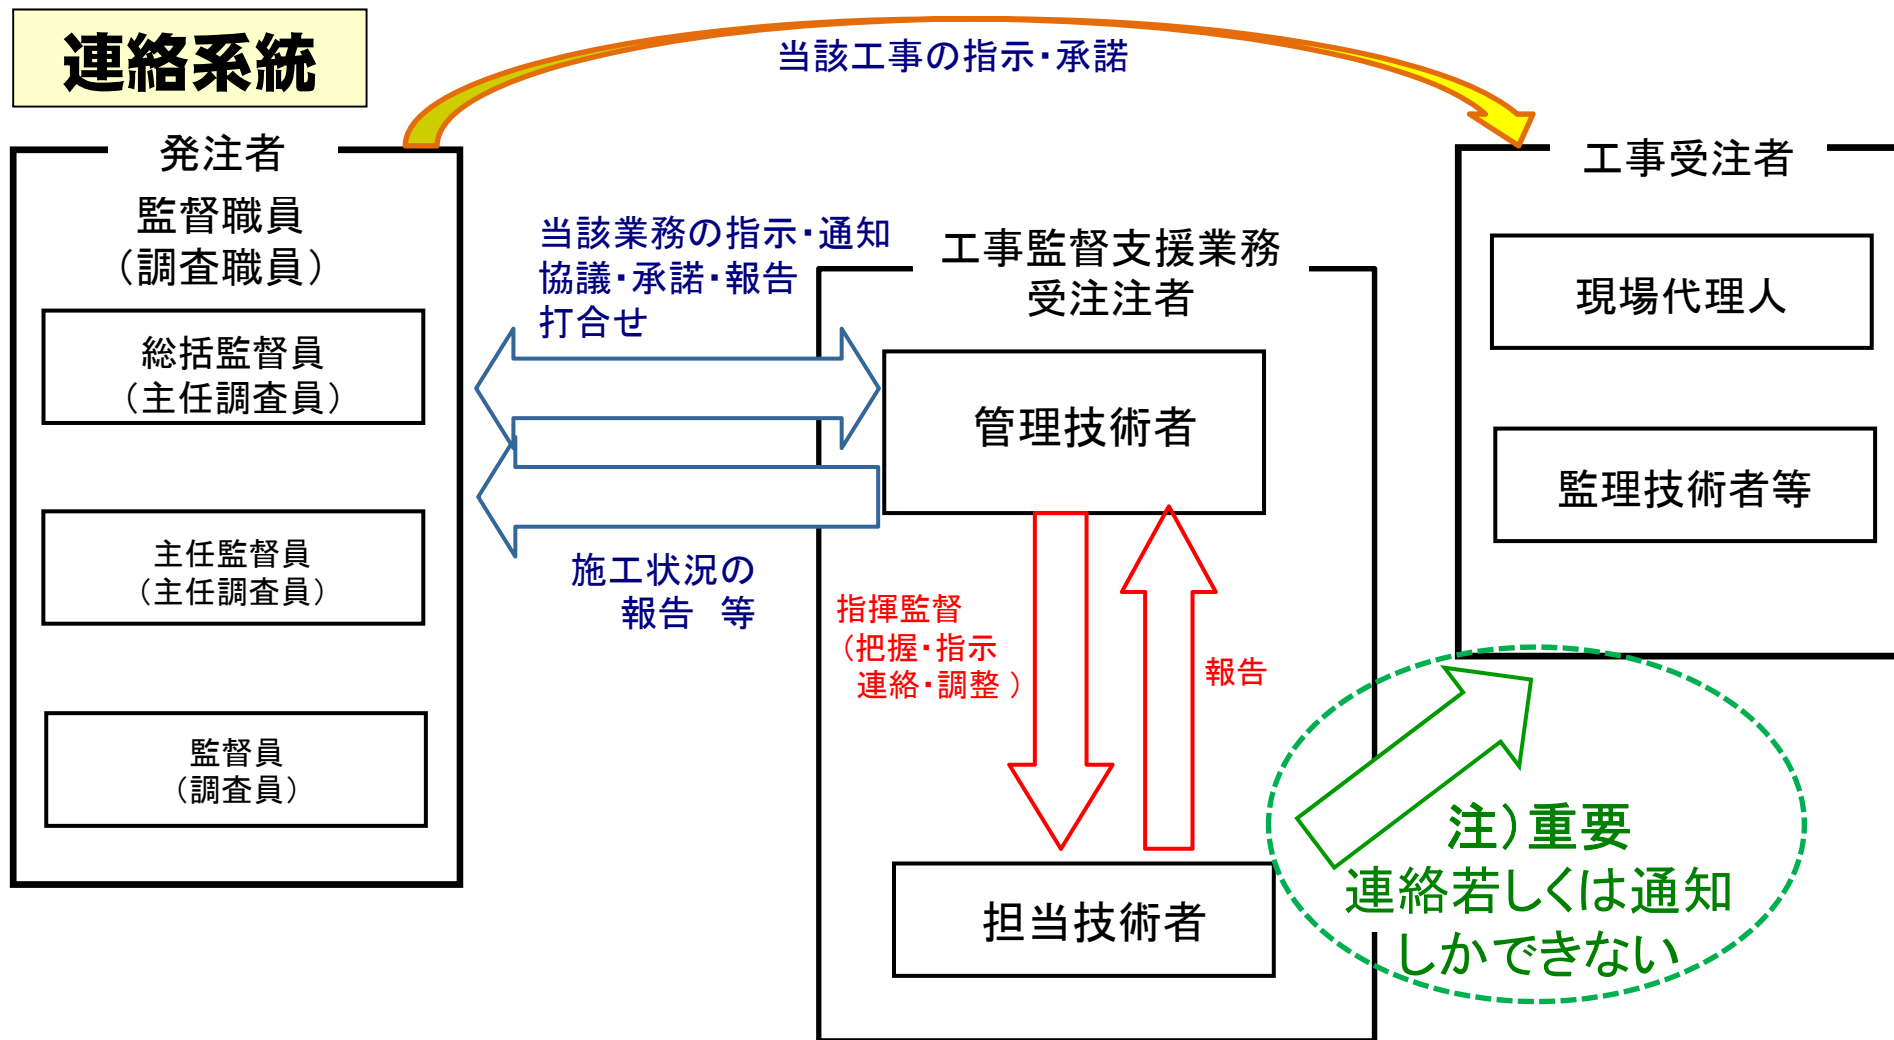 連絡系統
当該工事の指示・承諾
発注者
監督職員
（調査職員）
総括監督員
（主任調査員）
主任監督員
（主任調査員）
監督員
（調査員）
当該業務の指示・通知
協議・承諾・報告
打合せ
施工状況の
報告　等
工事監督支援業務
受注注者
管理技術者
指揮監督
（把握・指示
連絡・調整 ）
報告
担当技術者
工事受注者
現場代理人
監理技術者等
注）重要
連絡若しくは通知
しかできない